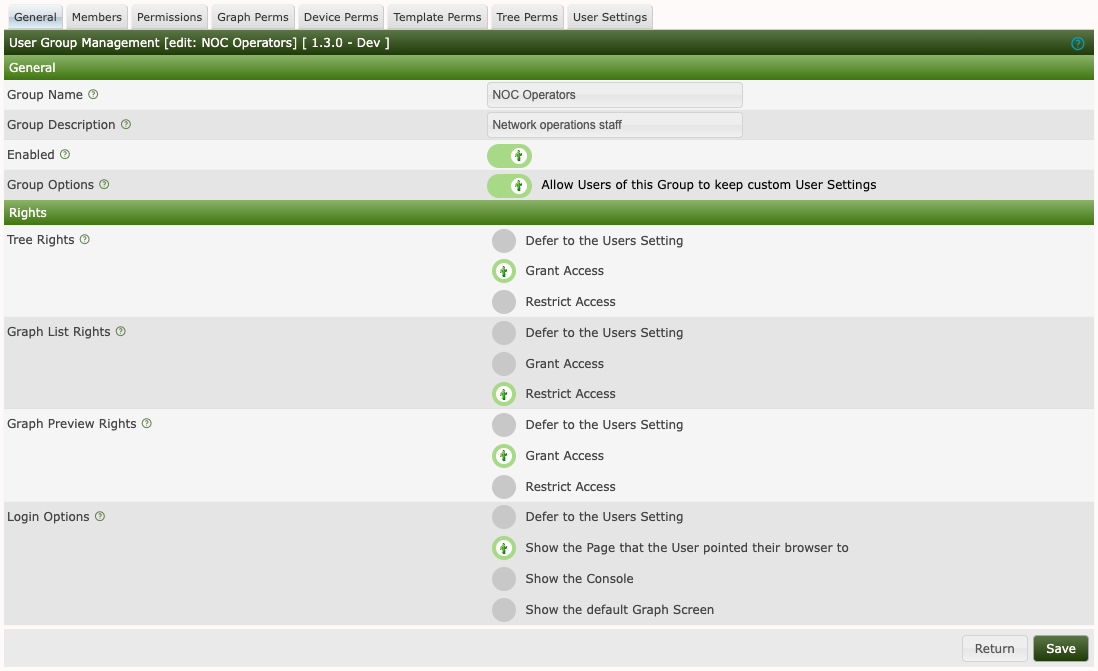 General Members Permissions Graph Perms Device Perms Template Perms Tree Perms User Settings
User Group Management [edit: NOC Operators] [ 1.3.0 - Dev ]
General
Group Name
NOC Operators
Group Description
Network operations staff
Enabled
Group Options
Allow Users of this Group to keep custom User Settings
Rights
Tree Rights
Defer to the Users Setting
Grant Access
Restrict Access
Graph List Rights
Defer to the Users Setting
Grant Access
Restrict Access
Graph Preview Rights
Defer to the Users Setting
Grant Access
Restrict Access
Login Options
Defer to the Users Setting
Show the Page that the User pointed their browser to
Show the Console
Show the default Graph Screen
Return Save